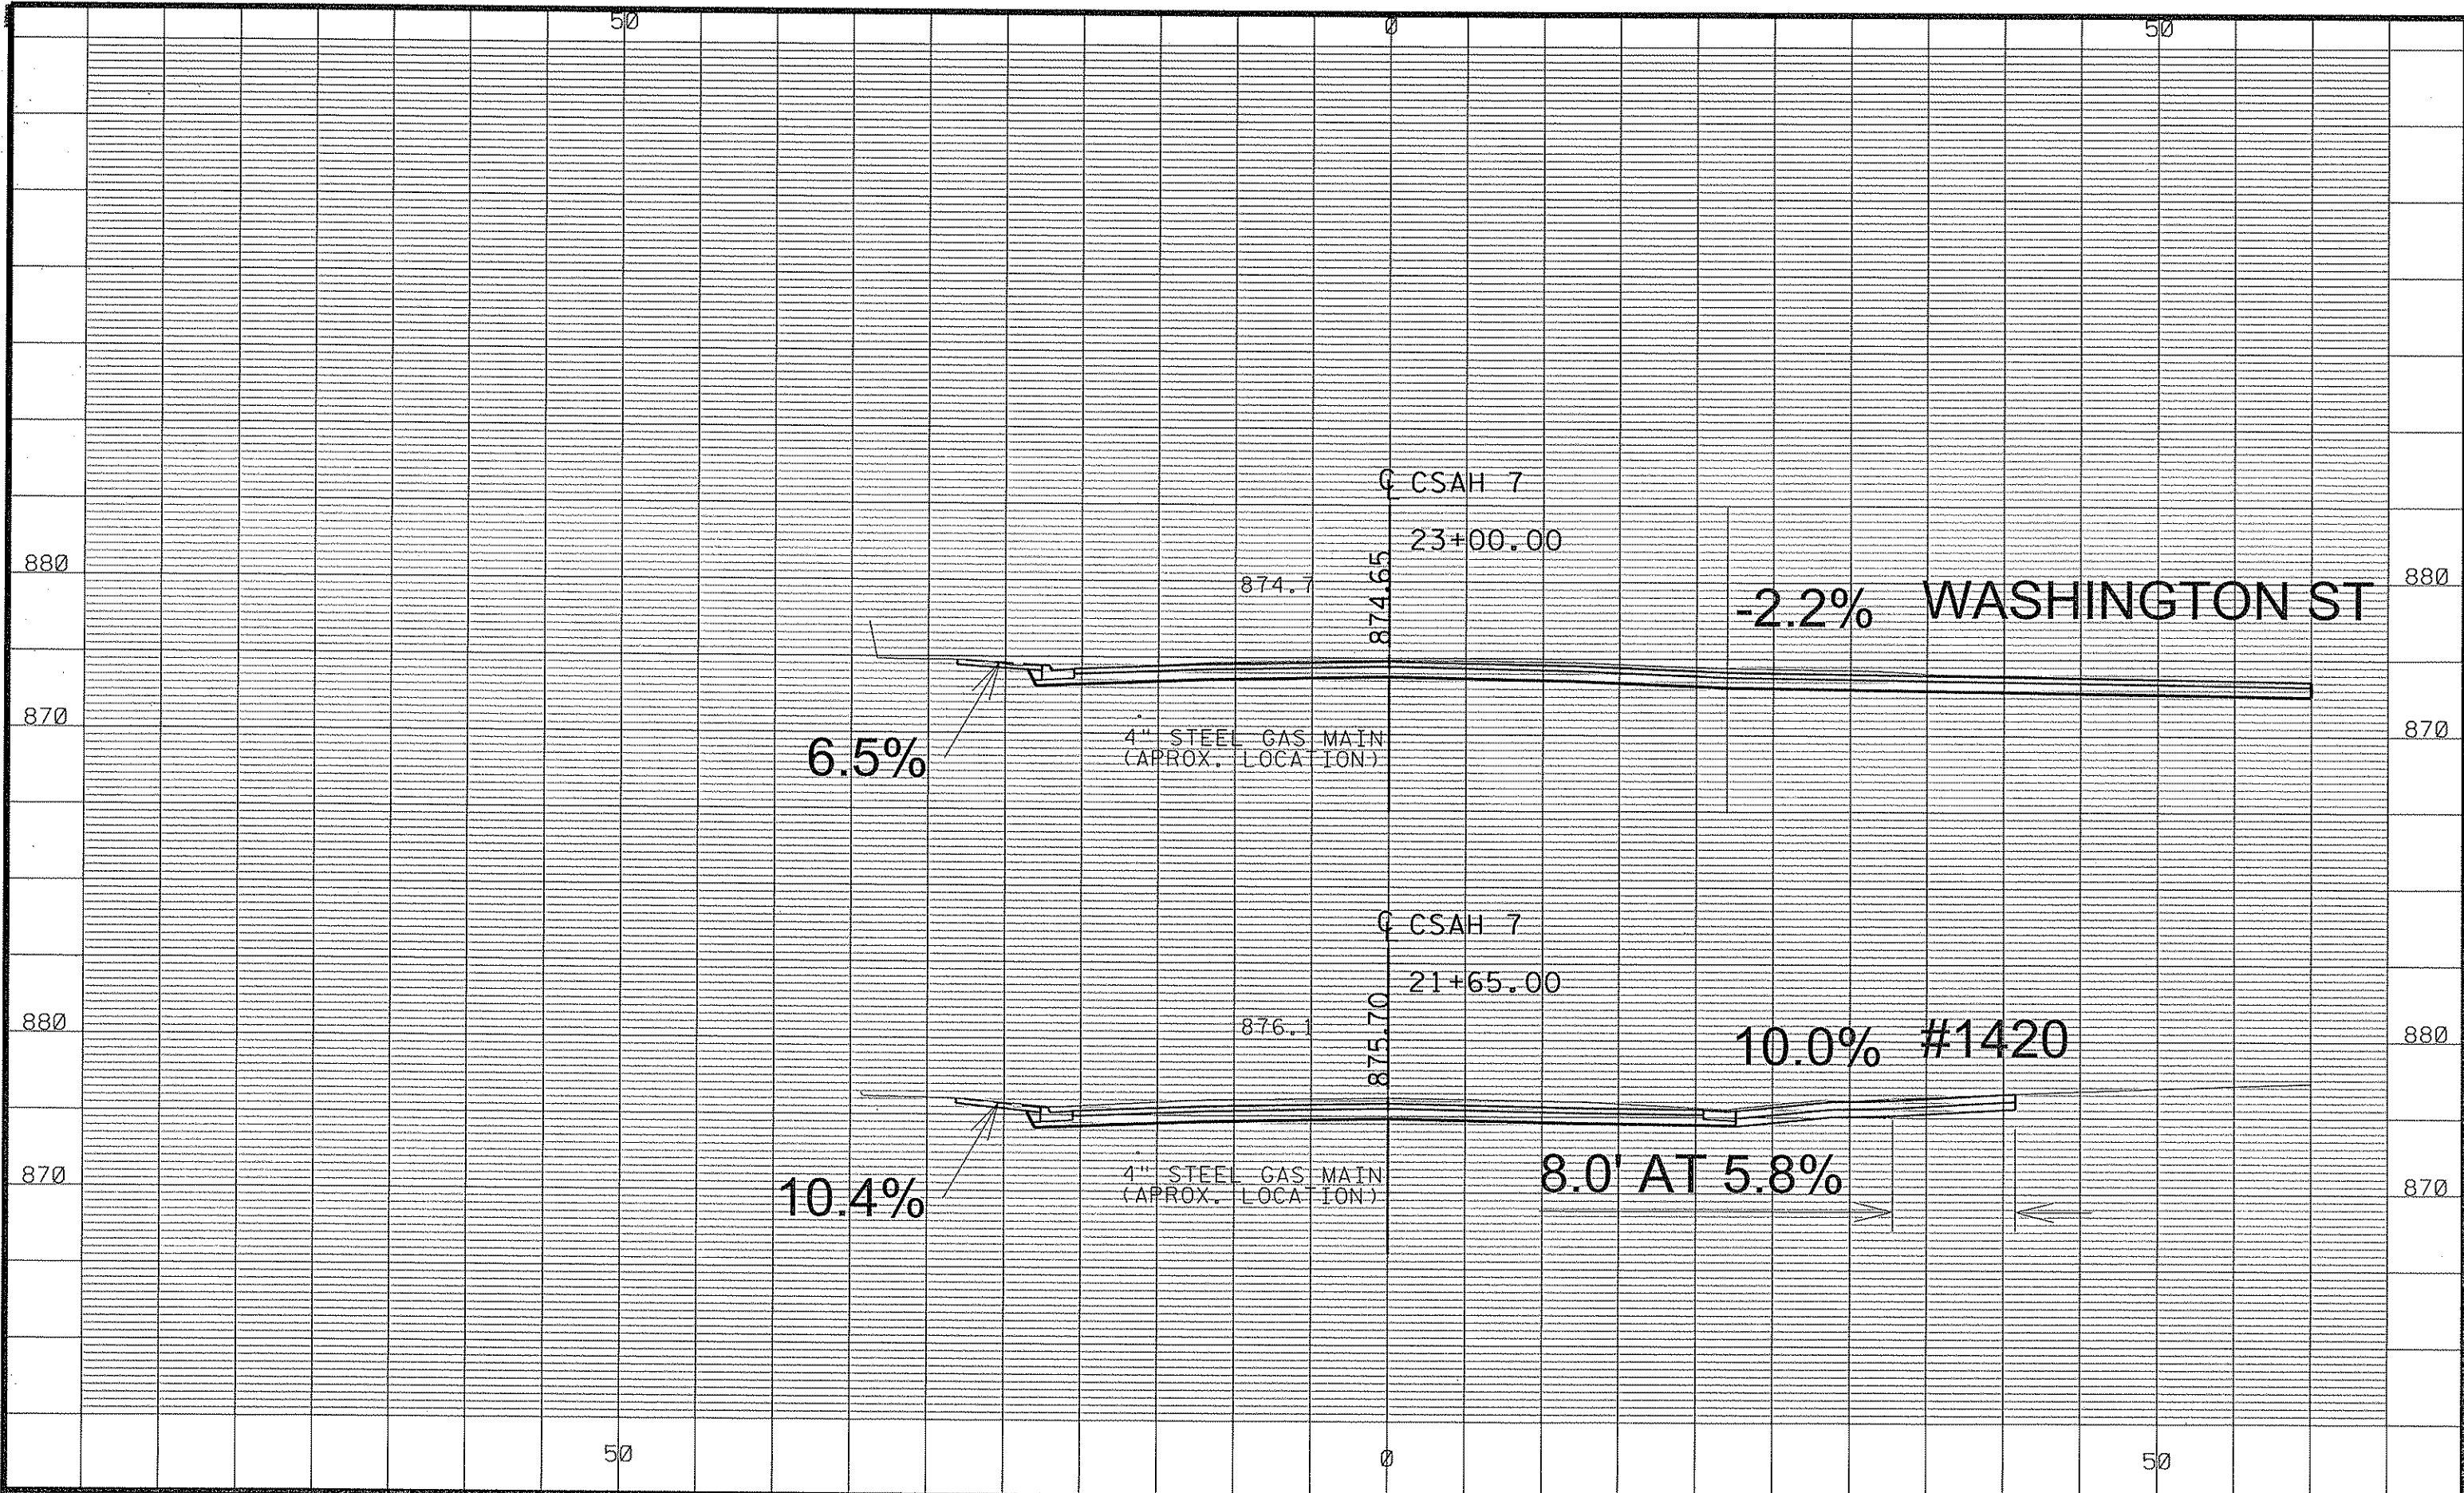 50 0 50
℄ CSAH 7
23+00.00
874.65
874.7
880 880
-2.2% WASHINGTON ST
870 870
6.5%
4" STEEL GAS MAIN
(APROX. LOCATION)
℄ CSAH 7
21+65.00
875.70
876.1
880 880
10.0% #1420
870 870
10.4%
4" STEEL GAS MAIN
(APROX. LOCATION)
8.0' AT 5.8%
50 0 50